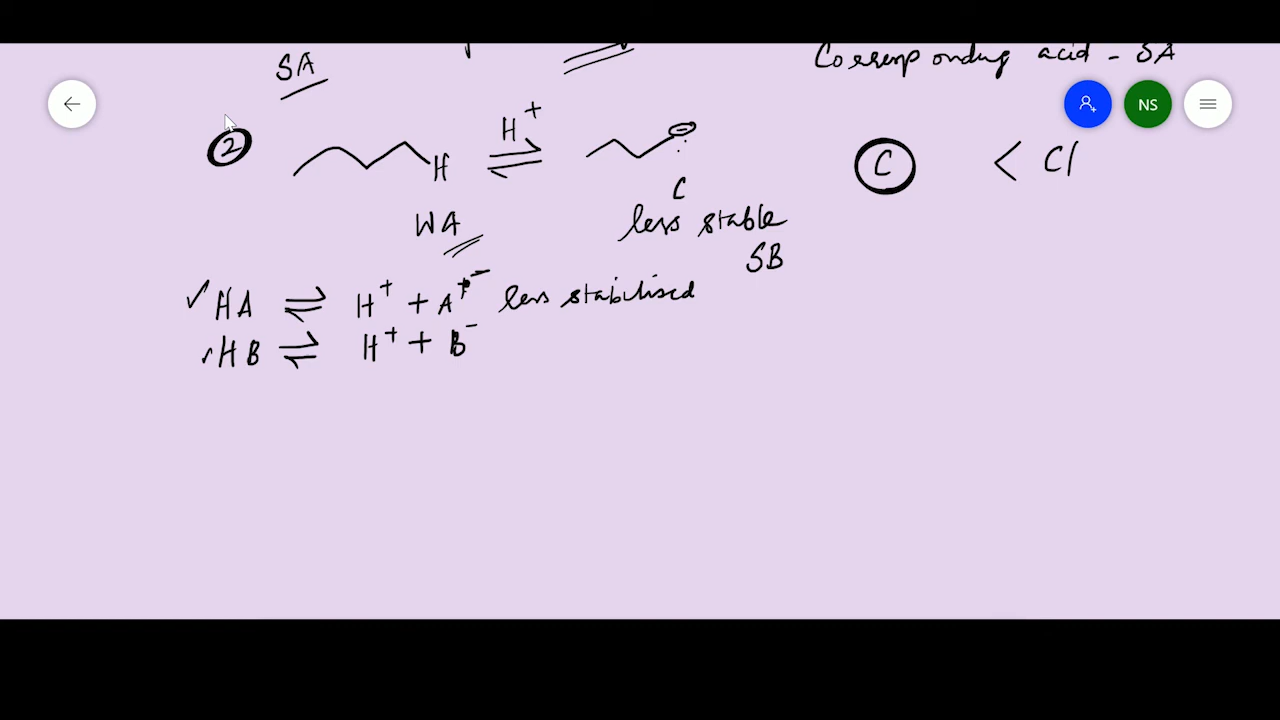 Corresponding acid - SA
SA
NS
2
H
H+
C < Cl
C
WA
less stable
SB
✓ HA ⇌ H+ + A- less stabilised
✓ HB ⇌ H+ + B-